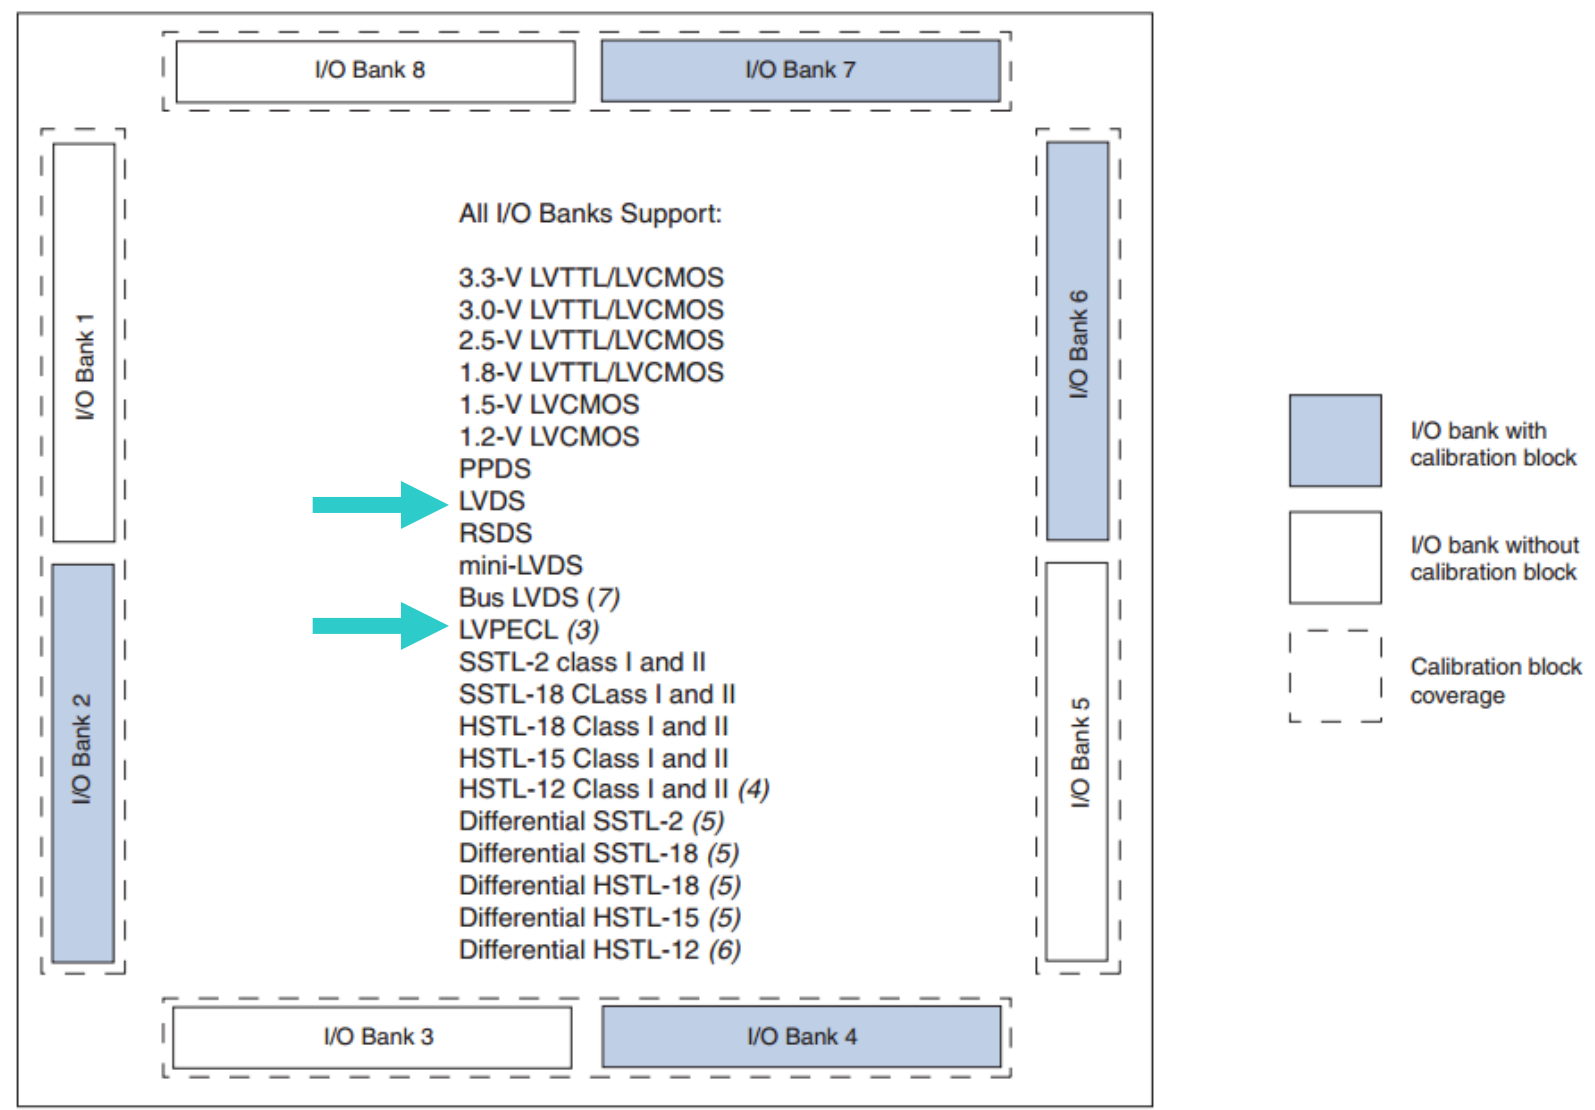 I/O Bank 8
I/O Bank 7
I/O Bank 1
I/O Bank 2
All I/O Banks Support:
3.3-V LVTTL/LVCMOS
3.0-V LVTTL/LVCMOS
2.5-V LVTTL/LVCMOS
1.8-V LVTTL/LVCMOS
1.5-V LVCMOS
1.2-V LVCMOS
PPDS
LVDS
RSDS
mini-LVDS
Bus LVDS (7)
LVPECL (3)
SSTL-2 class I and II
SSTL-18 CLass I and II
HSTL-18 Class I and II
HSTL-15 Class I and II
HSTL-12 Class I and II (4)
Differential SSTL-2 (5)
Differential SSTL-18 (5)
Differential HSTL-18 (5)
Differential HSTL-15 (5)
Differential HSTL-12 (6)
I/O Bank 6
I/O Bank 5
I/O Bank 3
I/O Bank 4
I/O bank with
calibration block
I/O bank without
calibration block
Calibration block
coverage